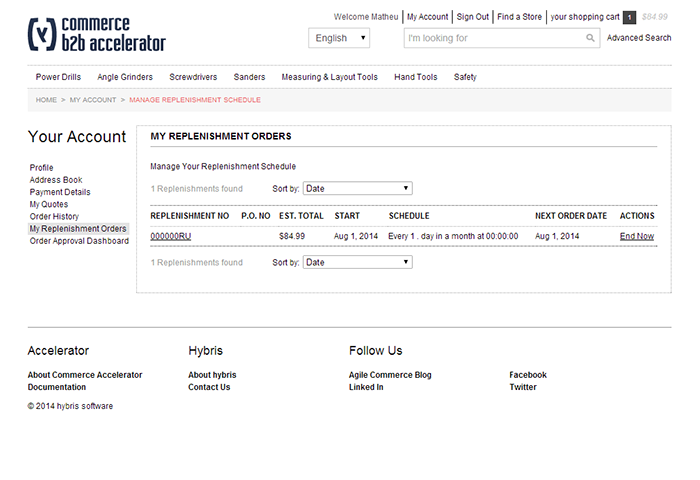 Welcome Matheu My Account Sign Out Find a Store your shopping cart 1 $84.99
(y) commerce
b2b accelerator
English I'm looking for Advanced Search
Power Drills Angle Grinders Screwdrivers Sanders Measuring & Layout Tools Hand Tools Safety
HOME > MY ACCOUNT > MANAGE REPLENISHMENT SCHEDULE
Your Account
Profile
Address Book
Payment Details
My Quotes
Order History
My Replenishment Orders
Order Approval Dashboard
MY REPLENISHMENT ORDERS
Manage Your Replenishment Schedule
1 Replenishments found Sort by: Date
REPLENISHMENT NO P.O. NO EST. TOTAL START SCHEDULE NEXT ORDER DATE ACTIONS
000000RU $84.99 Aug 1, 2014 Every 1 . day in a month at 00:00:00 Aug 1, 2014 End Now
1 Replenishments found Sort by: Date
Accelerator Hybris Follow Us
About Commerce Accelerator About hybris Agile Commerce Blog Facebook
Documentation Contact Us Linked In Twitter
© 2014 hybris software